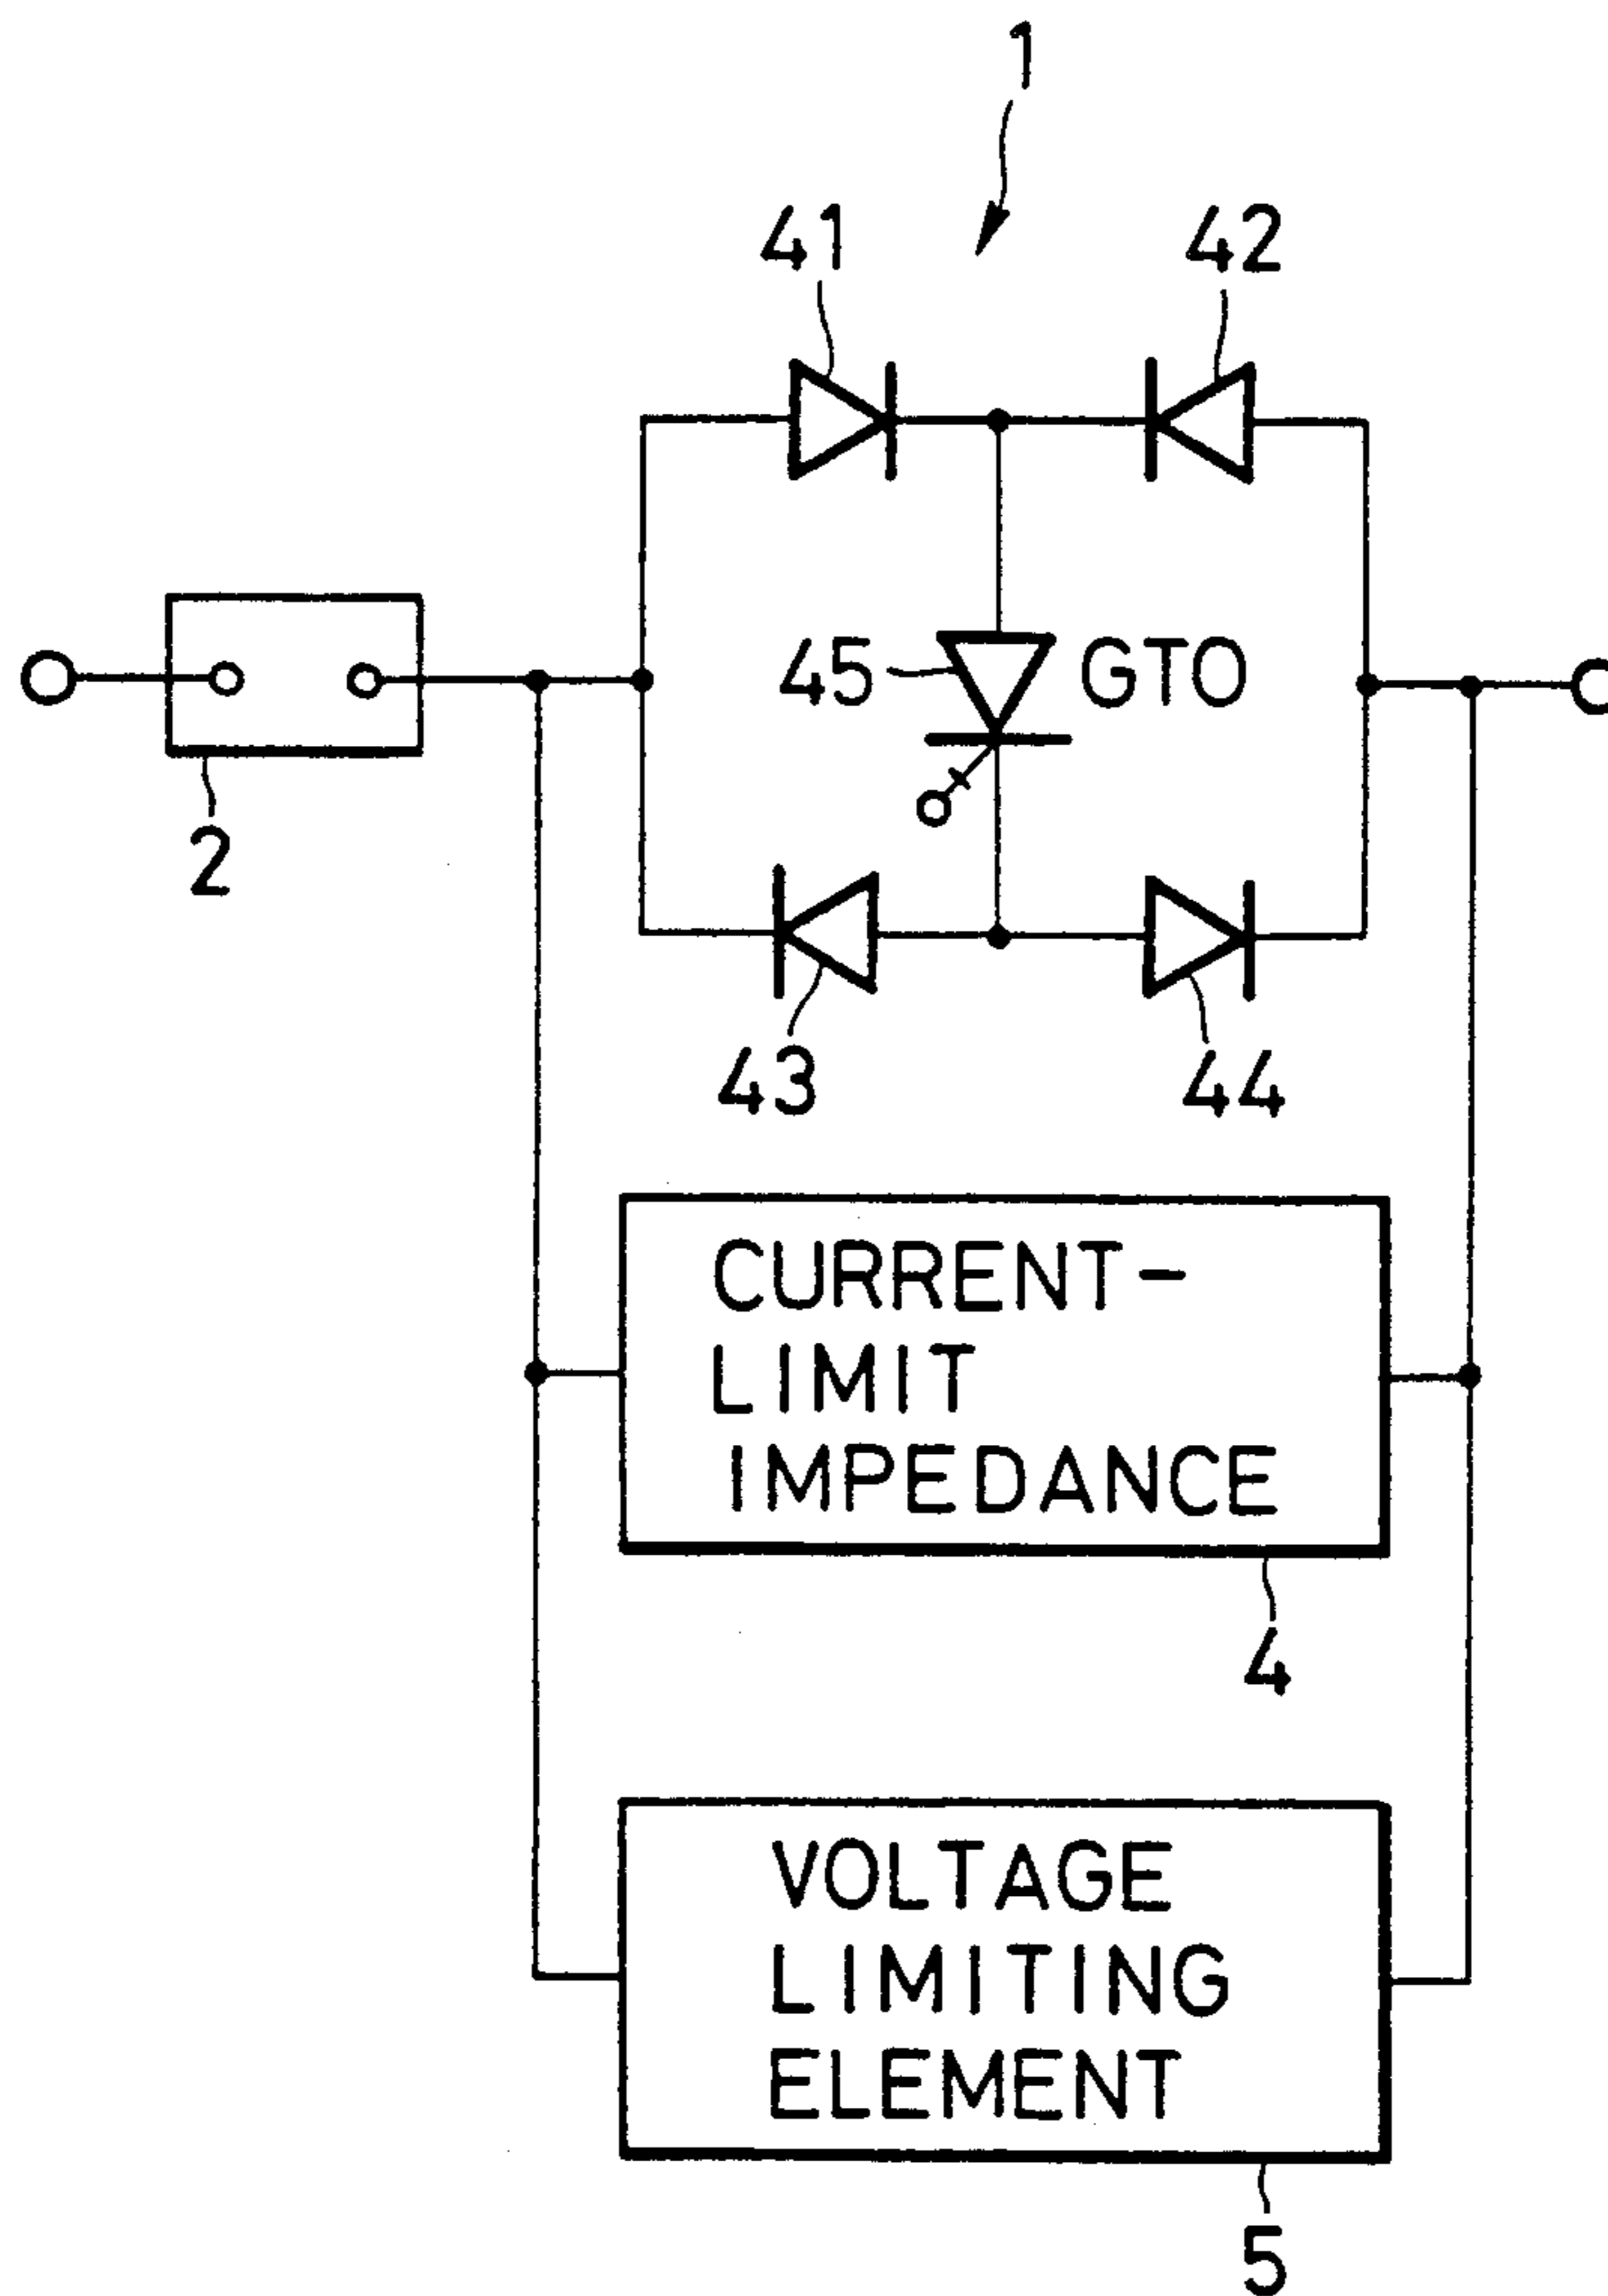 1
41
42
45
GTO
2
43
44
CURRENT-
LIMIT
IMPEDANCE
4
VOLTAGE
LIMITING
ELEMENT
5